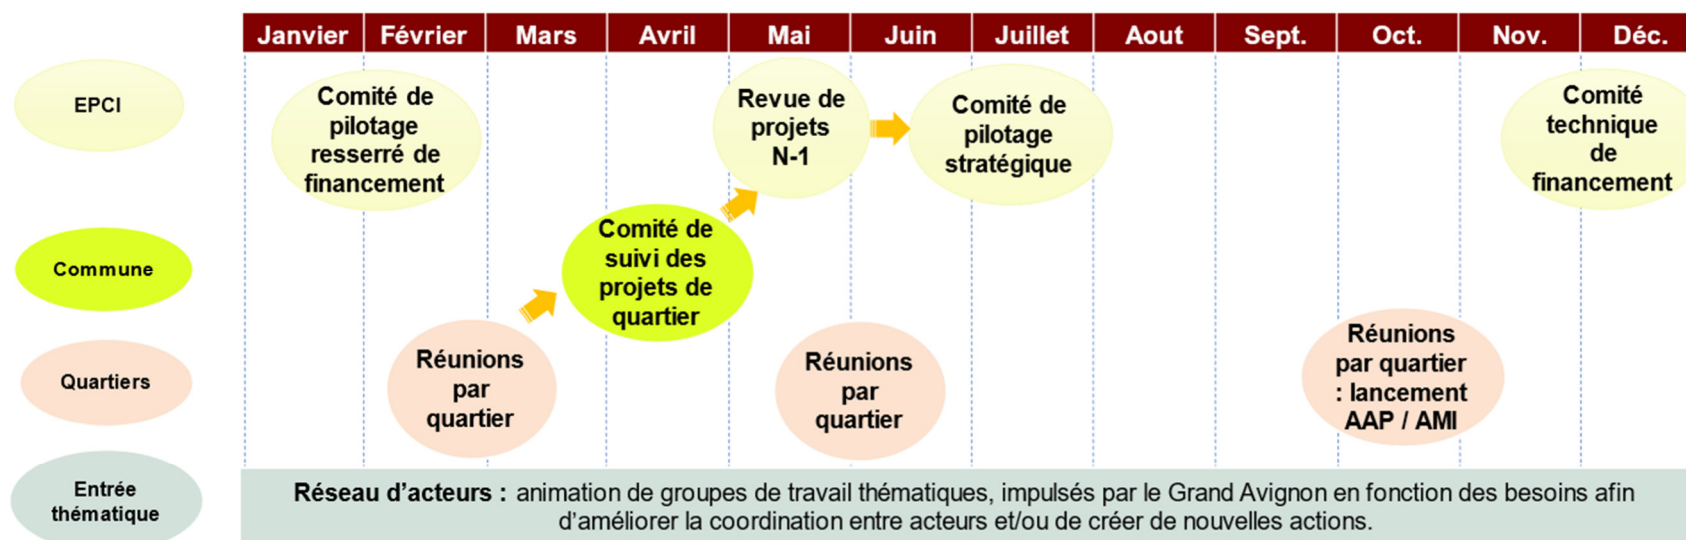 Janvier Février Mars Avril Mai Juin Juillet Aout Sept. Oct. Nov. Déc.
EPCI
Comité de
pilotage
resserré de
financement
Revue de
projets
N-1
Comité de
pilotage
stratégique
Comité
technique
de
financement
Commune
Comité de
suivi des
projets de
quartier
Quartiers
Réunions
par
quartier
Réunions
par
quartier
Réunions
par quartier
: lancement
AAP / AMI
Entrée
thématique
Réseau d’acteurs : animation de groupes de travail thématiques, impulsés par le Grand Avignon en fonction des besoins afin
d’améliorer la coordination entre acteurs et/ou de créer de nouvelles actions.